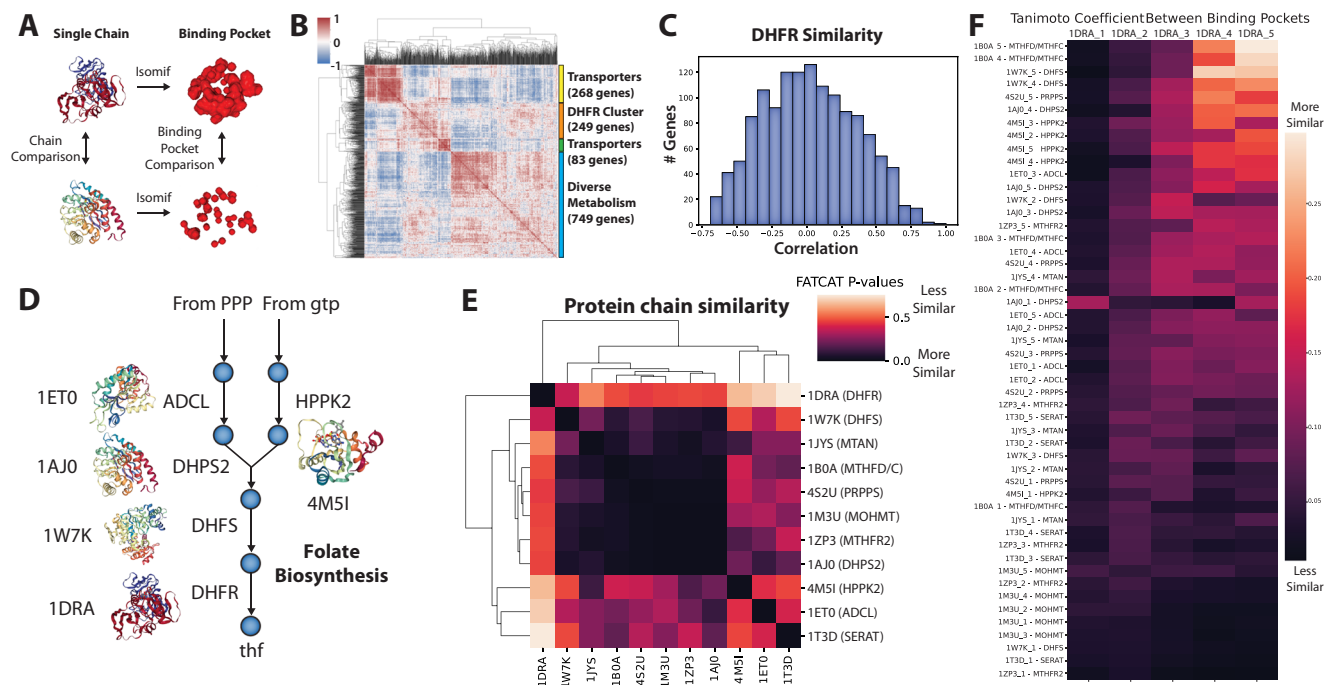 A
Single Chain
Binding Pocket
Isomif
Chain
Comparison
Binding
Pocket
Comparison
Isomif
B
1
0
−1
Transporters
(268 genes)
DHFR Cluster
(249 genes)
Transporters
(83 genes)
Diverse
Metabolism
(749 genes)
C
DHFR Similarity
# Genes
120
100
80
60
40
20
0
−0.75
−0.50
−0.25
0.00
0.25
0.50
0.75
1.00
Correlation
D
From PPP
From gtp
1ET0
ADCL
HPPK2
1AJ0
DHPS2
4M5I
DHFS
1W7K
Folate
Biosynthesis
1DRA
DHFR
thf
E
Protein chain similarity
FATCAT P-values
0.5
0.0
Less
Similar
More
Similar
1DRA (DHFR)
1W7K (DHFS)
1JYS (MTAN)
1B0A (MTHFD/C)
4S2U (PRPPS)
1M3U (MOHMT)
1ZP3 (MTHFR2)
1AJ0 (DHPS2)
4M5I (HPPK2)
1ET0 (ADCL)
1T3D (SERAT)
1DRA
1W7K
1JYS
1B0A
4S2U
1M3U
1ZP3
1AJ0
4M5I
1ET0
1T3D
F
Tanimoto Coefficient Between Binding Pockets
1DRA_1 1DRA_2 1DRA_3 1DRA_4 1DRA_5
1B0A_5 - MTHFD/MTHFC
1B0A_4 - MTHFD/MTHFC
1W7K_5 - DHFS
1W7K_4 - DHFS
4S2U_5 - PRPPS
1AJ0_4 - DHPS2
4M5I_3 - HPPK2
4M5I_2 - HPPK2
4M5I_5 HPPK2
4M5I_4 - HPPK2
1ET0_3 - ADCL
1AJ0_5 - DHPS2
1W7K_2 - DHFS
1AJ0_3 - DHPS2
1ZP3_5 - MTHFR2
1B0A_3 - MTHFD/MTHFC
1ET0_4 - ADCL
4S2U_4 - PRPPS
1JYS_4 - MTAN
1B0A_2 - MTHFD/MTHFC
1AJ0_1 - DHPS2
1ET0_5 - ADCL
1AJ0_2 - DHPS2
1JYS_5 - MTAN
4S2U_3 - PRPPS
1ET0_1 - ADCL
1ET0_2 - ADCL
4S2U_2 - PRPPS
1ZP3_4 - MTHFR2
1T3D_5 - SERAT
1JYS_3 - MTAN
1T3D_2 - SERAT
1W7K_3 - DHFS
1JYS_2 - MTAN
4S2U_1 - PRPPS
4M5I_1 - HPPK2
1B0A_1 - MTHFD/MTHFC
1JYS_1 - MTAN
1T3D_4 - SERAT
1ZP3_3 - MTHFR2
1T3D_3 - SERAT
1M3U_5 - MOHMT
1ZP3_2 - MTHFR2
1M3U_4 - MOHMT
1M3U_2 - MOHMT
1M3U_1 - MOHMT
1M3U_3 - MOHMT
1W7K_1 - DHFS
1T3D_1 - SERAT
1ZP3_1 - MTHFR2
More
Similar
0.25
0.20
0.15
0.10
0.05
Less
Similar